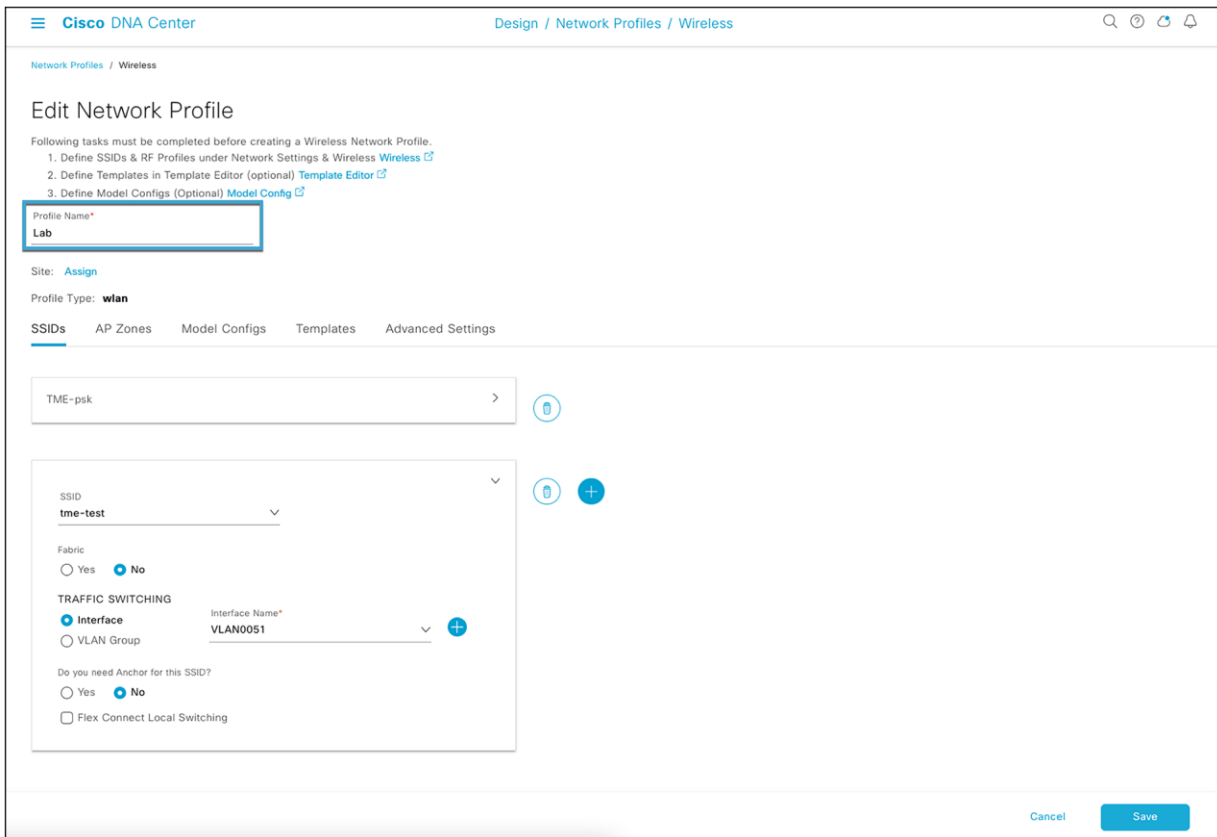 Cisco DNA Center
Design / Network Profiles / Wireless
Network Profiles / Wireless
Edit Network Profile
Following tasks must be completed before creating a Wireless Network Profile.
1. Define SSIDs & RF Profiles under Network Settings & Wireless Wireless
2. Define Templates in Template Editor (optional) Template Editor
3. Define Model Configs (Optional) Model Config
Profile Name*
Lab
Site: Assign
Profile Type: wlan
SSIDs AP Zones Model Configs Templates Advanced Settings
TME-psk
SSID
tme-test
Fabric
Yes No
TRAFFIC SWITCHING
Interface
VLAN Group
Interface Name*
VLAN0051
Do you need Anchor for this SSID?
Yes No
Flex Connect Local Switching
Cancel Save